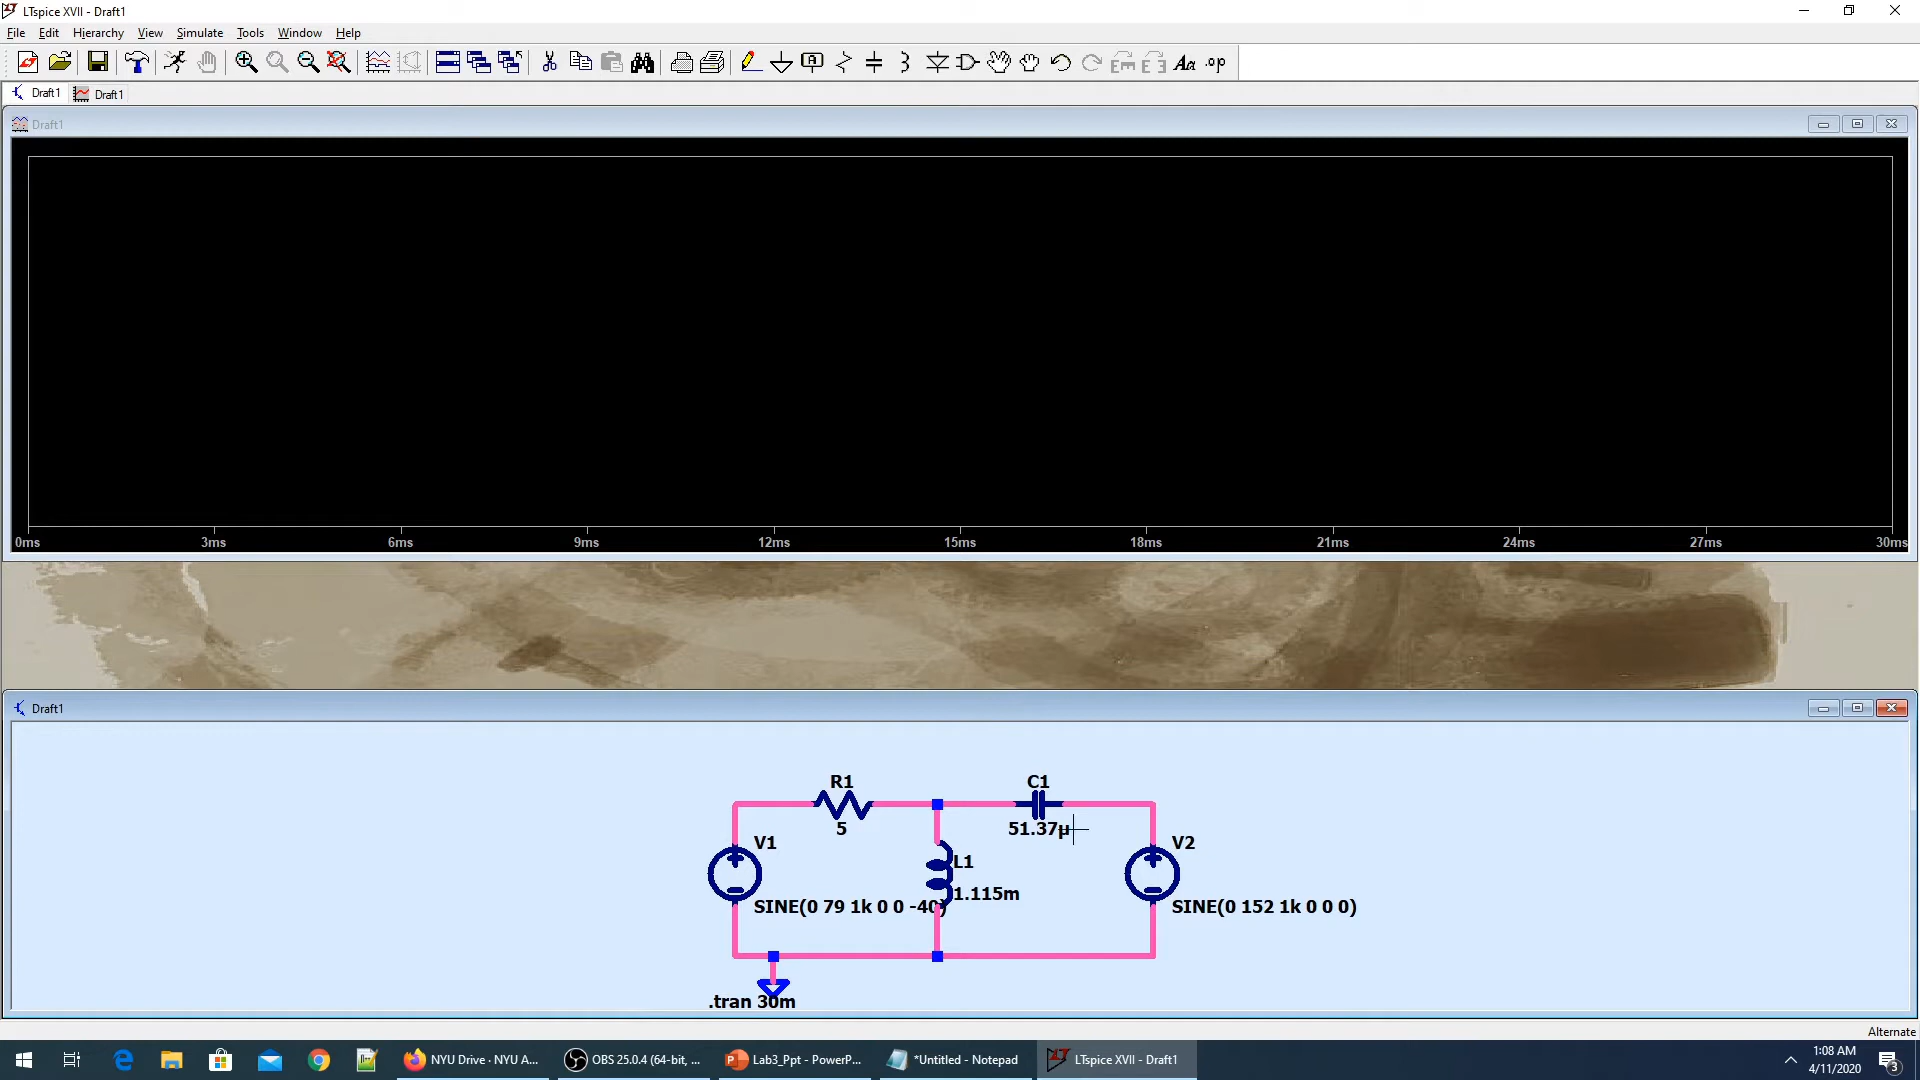 LTspice XVII - Draft1
File Edit Hierarchy View Simulate Tools Window Help
Draft1 Draft1
Draft1
0ms 3ms 6ms 9ms 12ms 15ms 18ms 21ms 24ms 27ms 30ms
Draft1
R1 C1
5 51.37µ
V1 V2
L1
1.115m
SINE(0 79 1k 0 0 -40) SINE(0 152 1k 0 0 0)
.tran 30m
Alternate
NYU Drive · NYU A... OBS 25.0.4 (64-bit, ... Lab3_Ppt - PowerP... *Untitled - Notepad LTspice XVII - Draft1
1:08 AM
4/11/2020
3